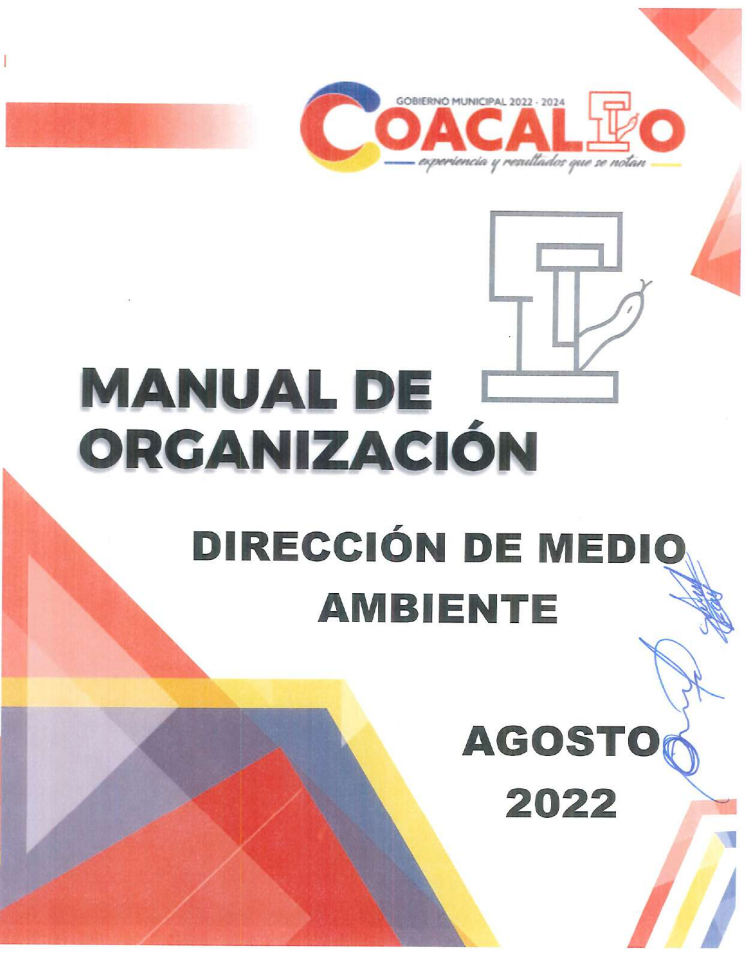 GOBIERNO MUNICIPAL 2022 - 2024
COACALCO
experiencia y resultados que se notan
MANUAL DE
ORGANIZACIÓN
DIRECCIÓN DE MEDIO
AMBIENTE
AGOSTO
2022